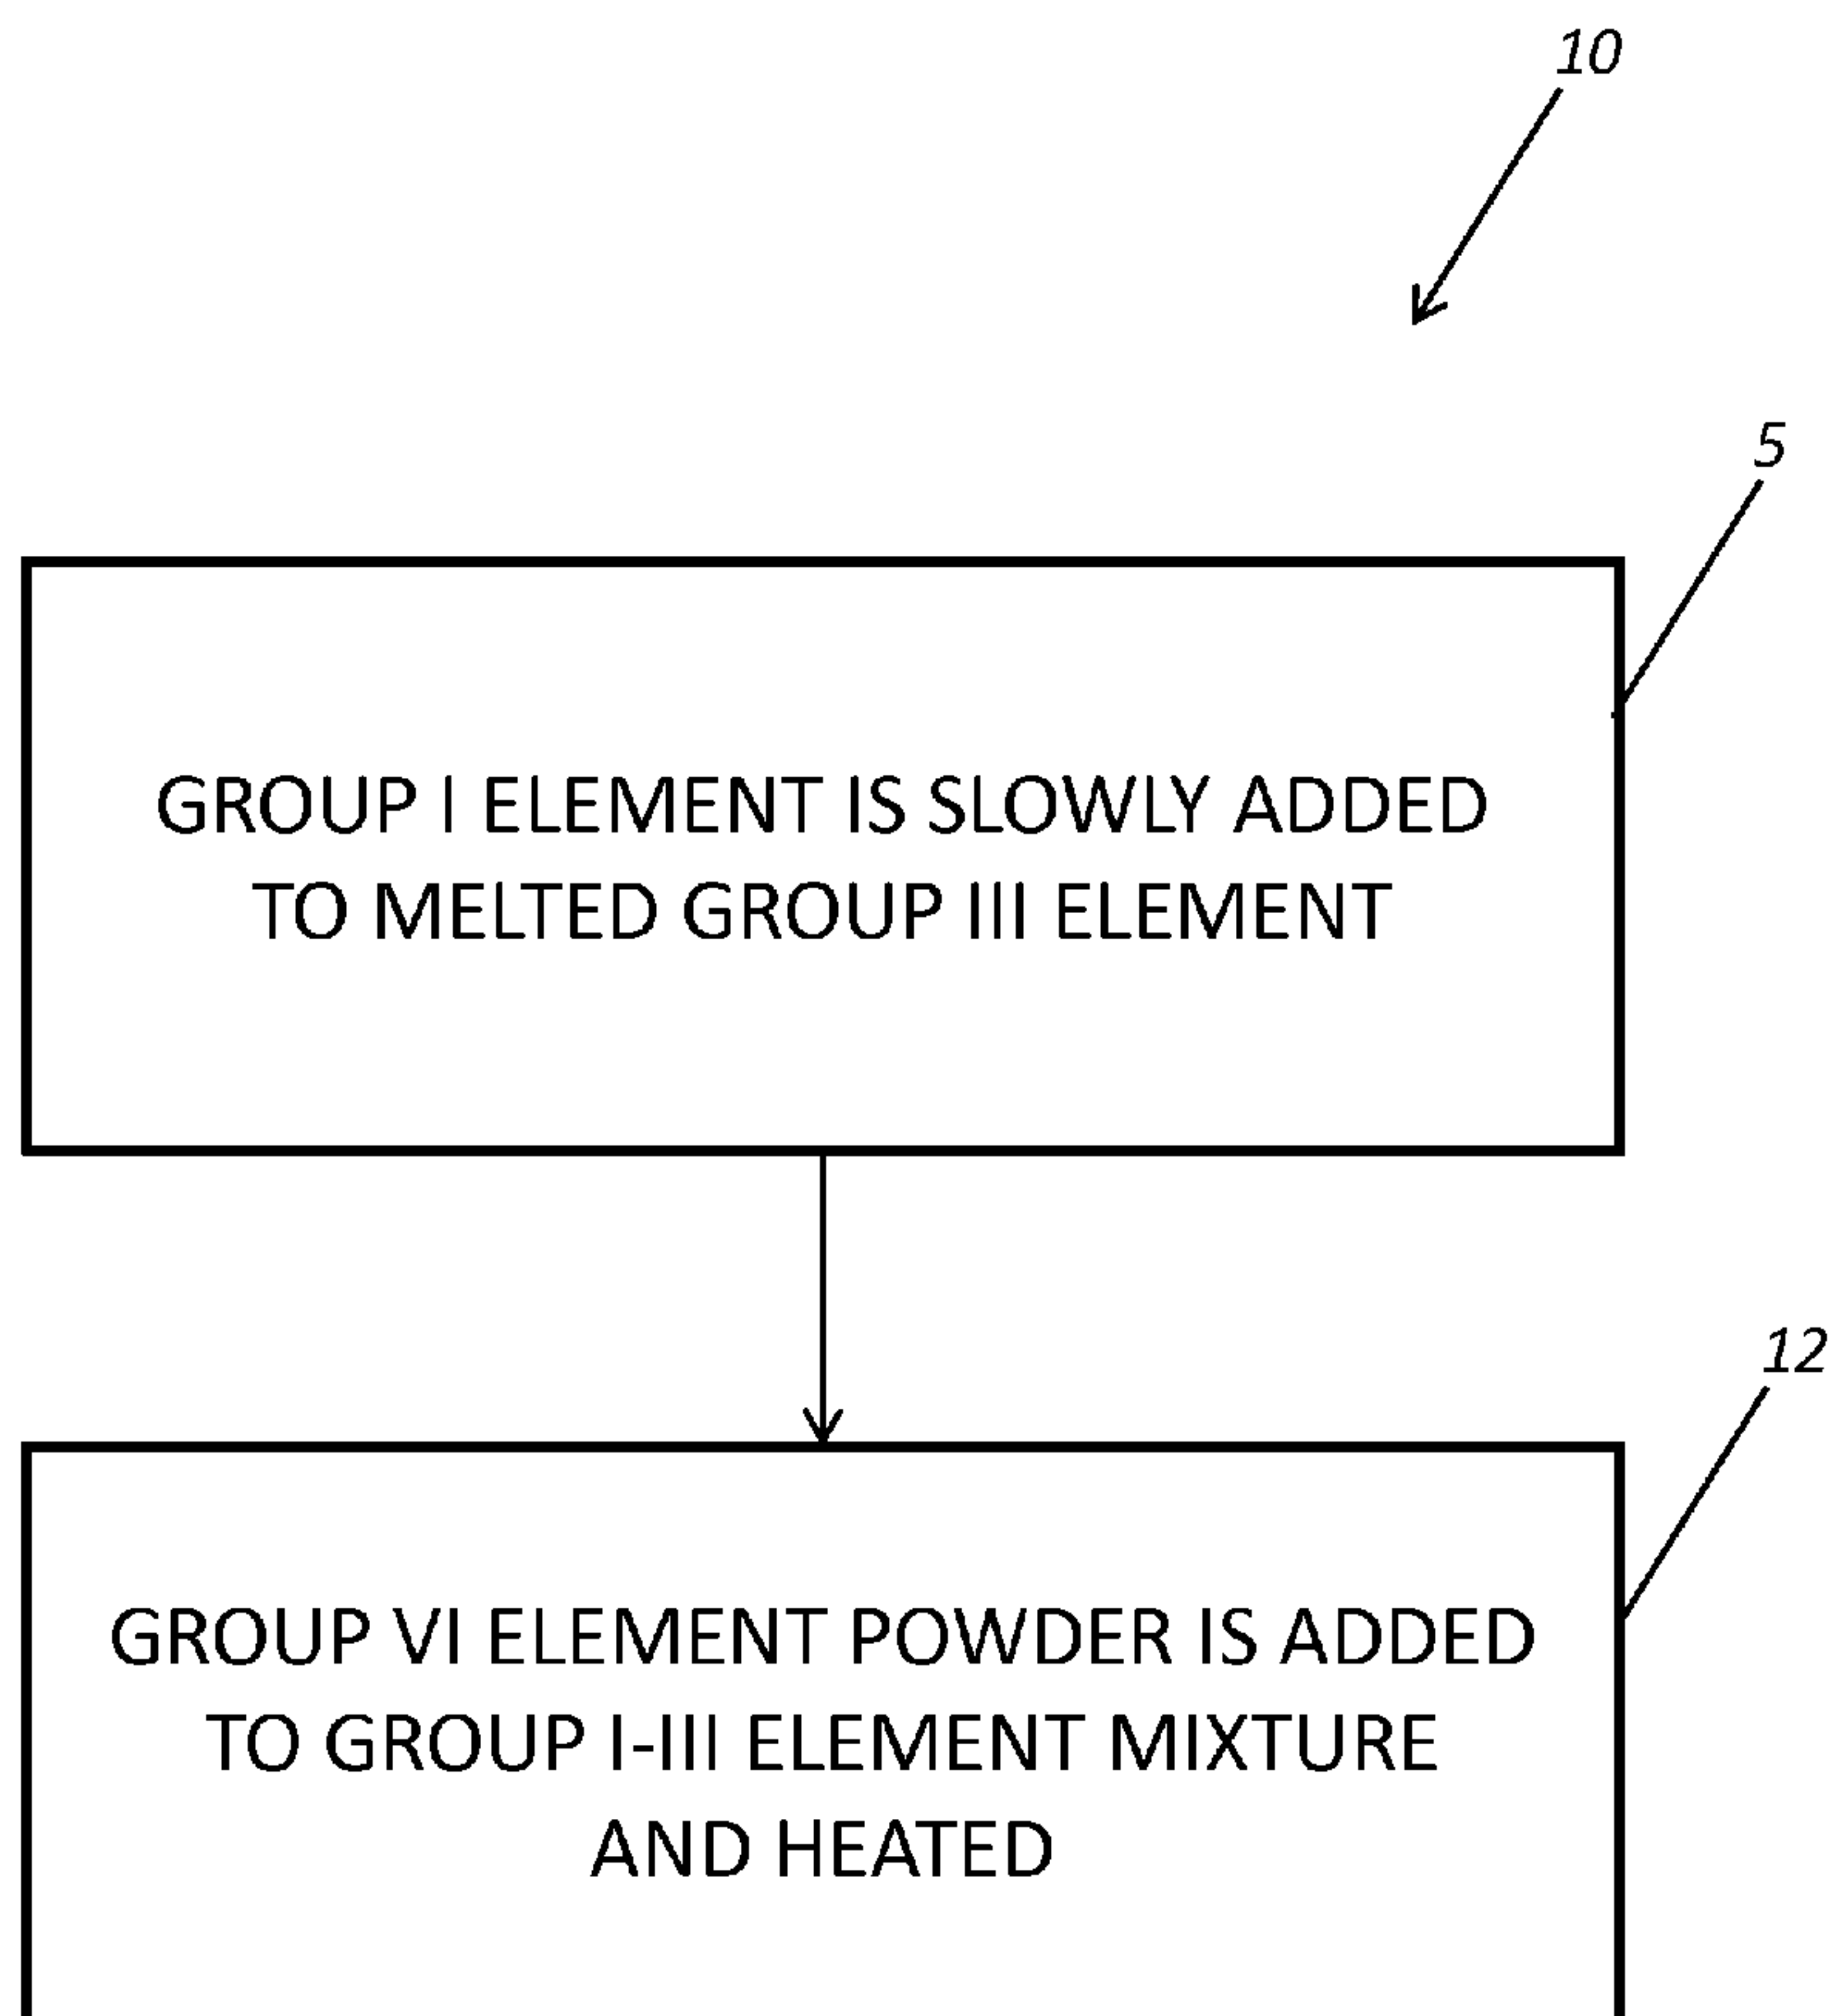 10
5
GROUP I ELEMENT IS SLOWLY ADDED
TO MELTED GROUP III ELEMENT
12
GROUP VI ELEMENT POWDER IS ADDED
TO GROUP I-III ELEMENT MIXTURE
AND HEATED